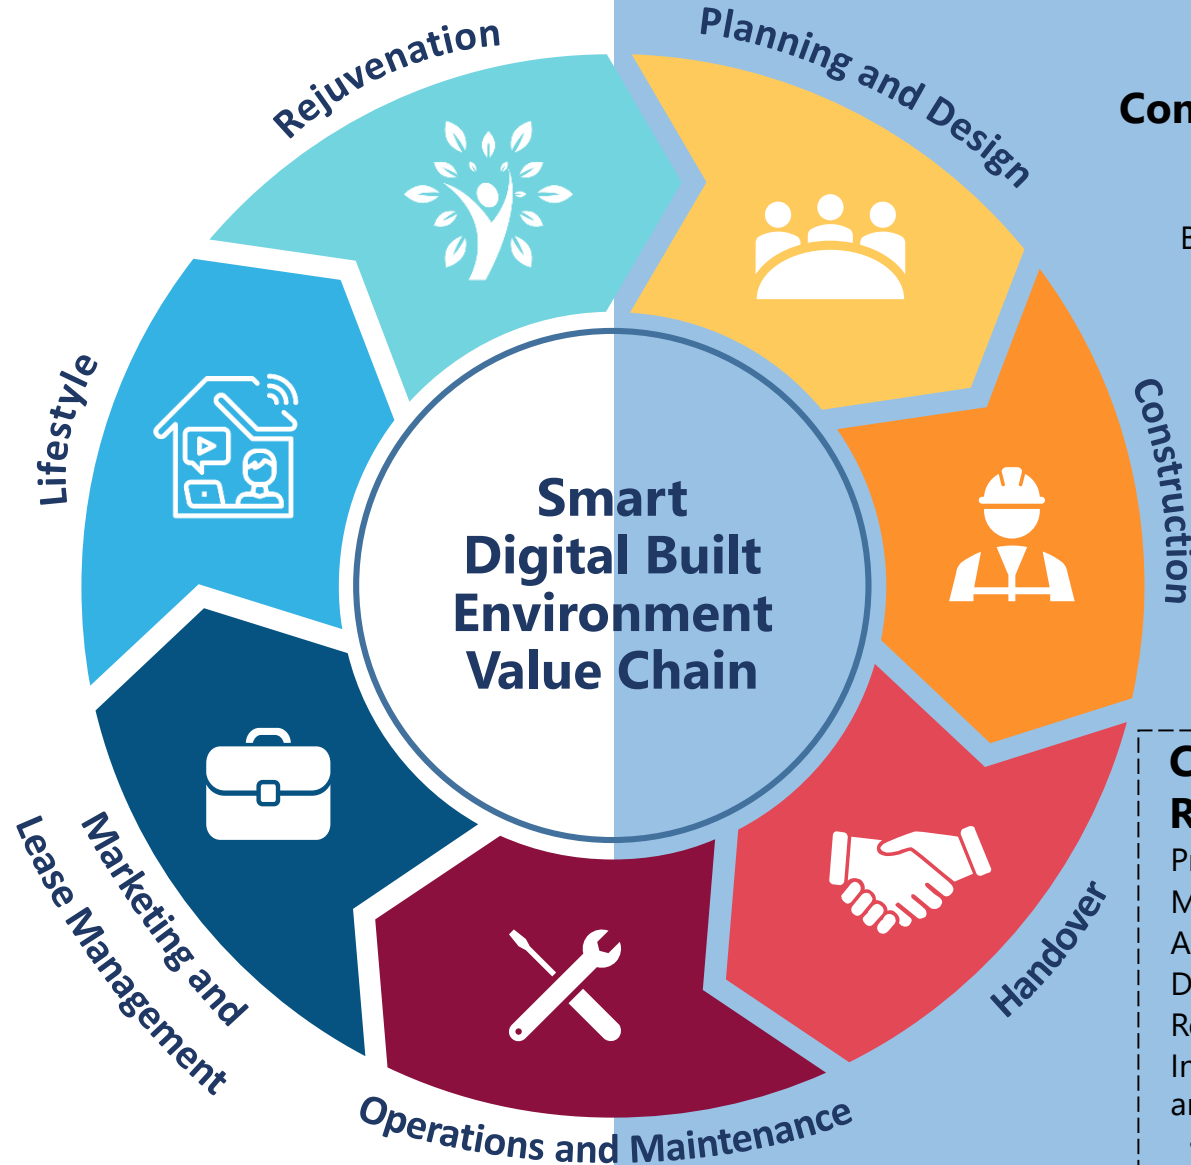 Planning and Design
Construction
Handover
Operations and Maintenance
Marketing and
Lease Management
Lifestyle
Rejuvenation
Smart
Digital Built
Environment
Value Chain